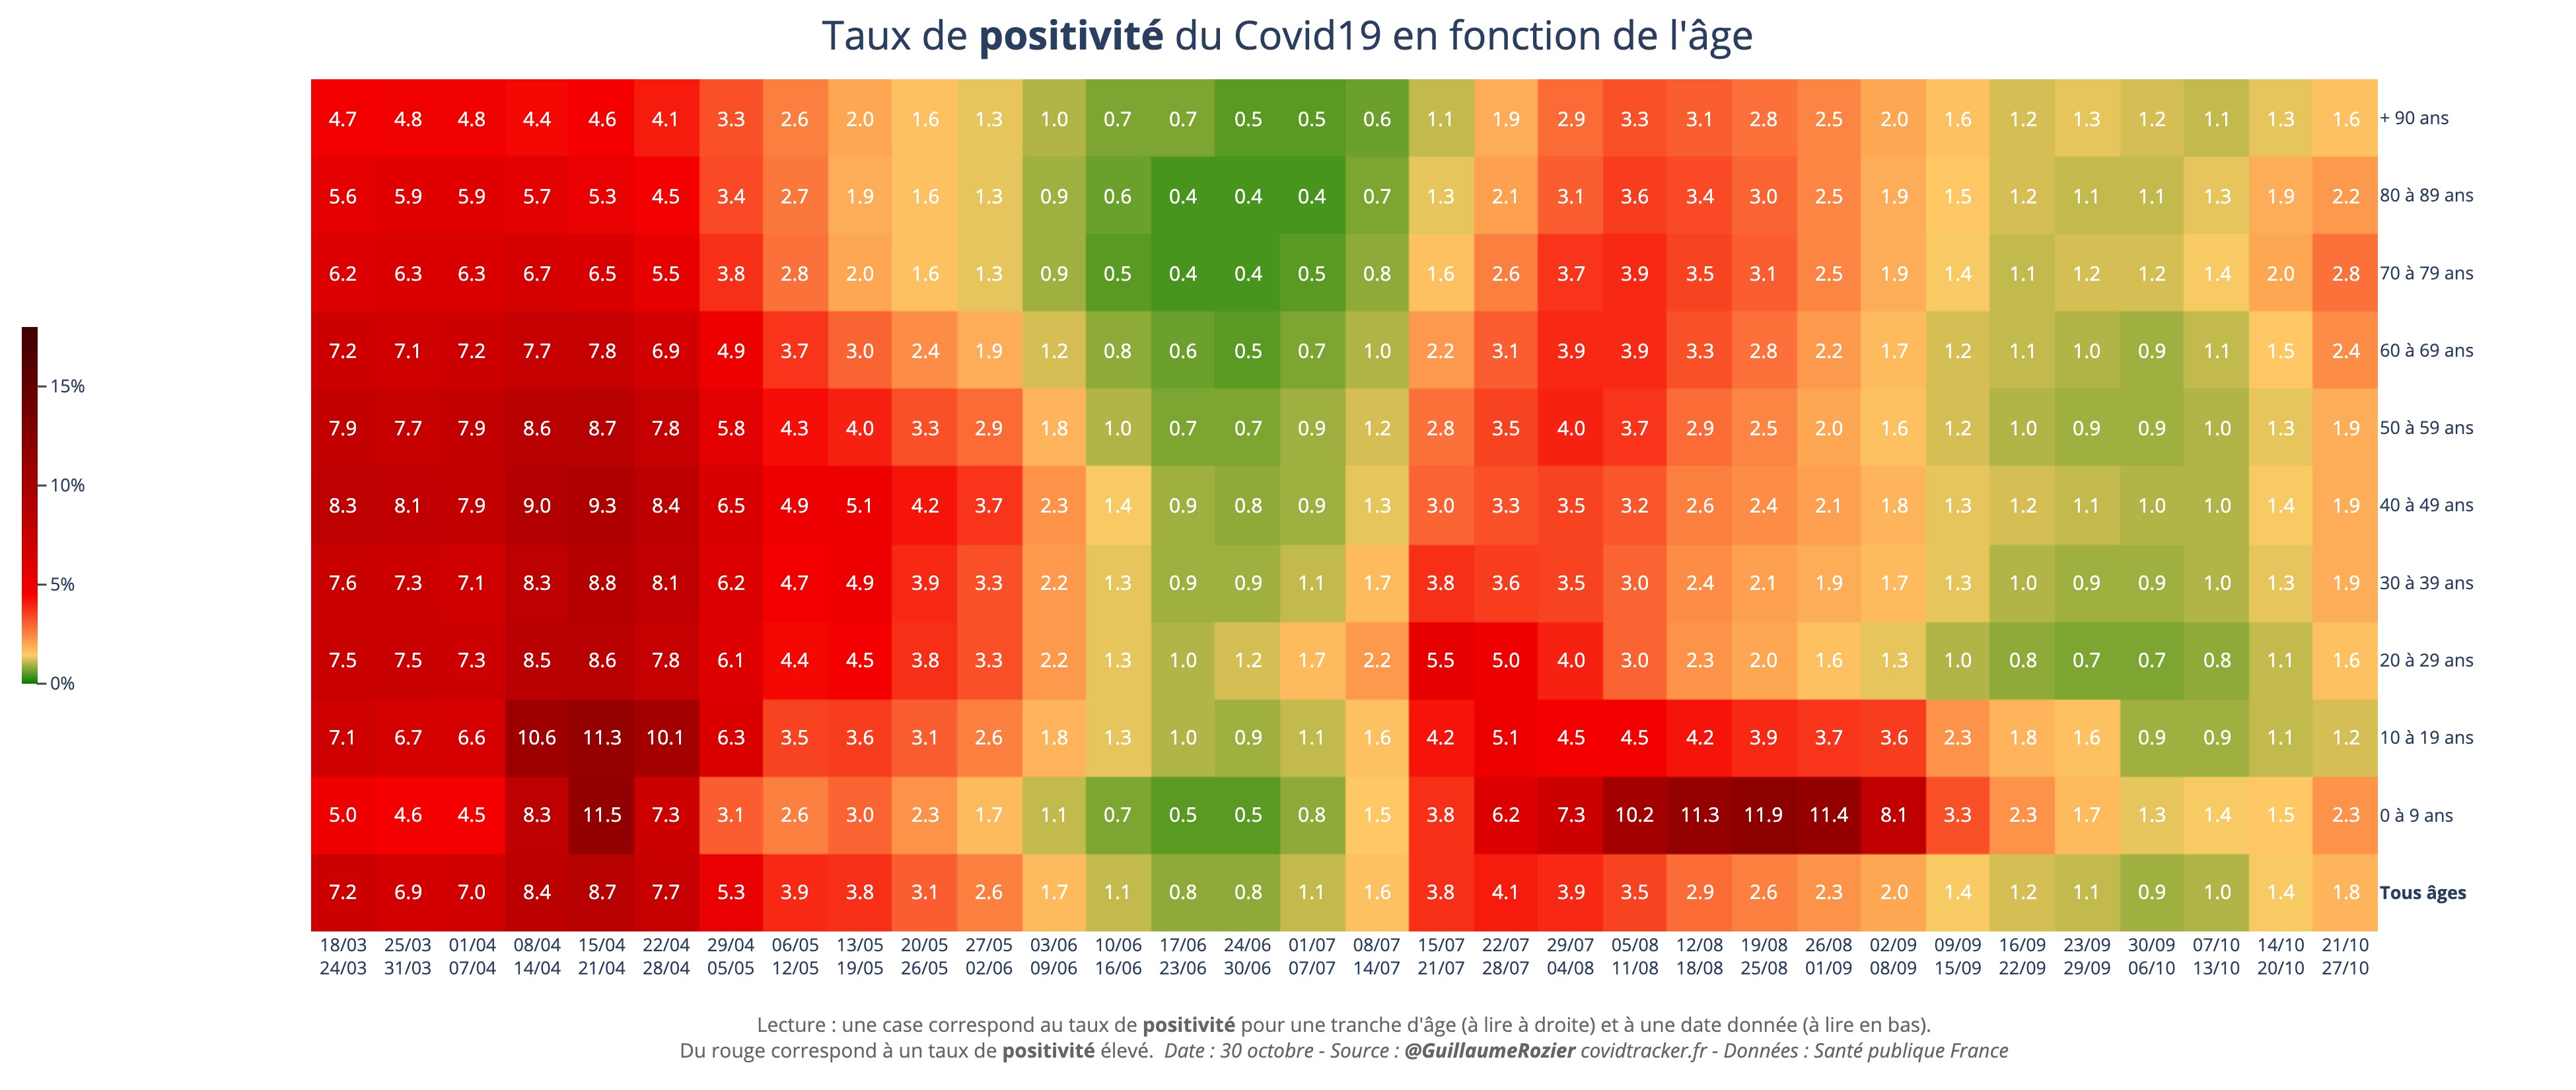 Taux de positivité du Covid19 en fonction de l'âge
4.7 4.8 4.8 4.4 4.6 4.1 3.3 2.6 2.0 1.6 1.3 1.0 0.7 0.7 0.5 0.5 0.6 1.1 1.9 2.9 3.3 3.1 2.8 2.5 2.0 1.6 1.2 1.3 1.2 1.1 1.3 1.6 + 90 ans
5.6 5.9 5.9 5.7 5.3 4.5 3.4 2.7 1.9 1.6 1.3 0.9 0.6 0.4 0.4 0.4 0.7 1.3 2.1 3.1 3.6 3.4 3.0 2.5 1.9 1.5 1.2 1.1 1.1 1.3 1.9 2.2 80 à 89 ans
6.2 6.3 6.3 6.7 6.5 5.5 3.8 2.8 2.0 1.6 1.3 0.9 0.5 0.4 0.4 0.5 0.8 1.6 2.6 3.7 3.9 3.5 3.1 2.5 1.9 1.4 1.1 1.2 1.2 1.4 2.0 2.8 70 à 79 ans
7.2 7.1 7.2 7.7 7.8 6.9 4.9 3.7 3.0 2.4 1.9 1.2 0.8 0.6 0.5 0.7 1.0 2.2 3.1 3.9 3.9 3.3 2.8 2.2 1.7 1.2 1.1 1.0 0.9 1.1 1.5 2.4 60 à 69 ans
15%
7.9 7.7 7.9 8.6 8.7 7.8 5.8 4.3 4.0 3.3 2.9 1.8 1.0 0.7 0.7 0.9 1.2 2.8 3.5 4.0 3.7 2.9 2.5 2.0 1.6 1.2 1.0 0.9 0.9 1.0 1.3 1.9 50 à 59 ans
10%
8.3 8.1 7.9 9.0 9.3 8.4 6.5 4.9 5.1 4.2 3.7 2.3 1.4 0.9 0.8 0.9 1.3 3.0 3.3 3.5 3.2 2.6 2.4 2.1 1.8 1.3 1.2 1.1 1.0 1.0 1.4 1.9 40 à 49 ans
5%
7.6 7.3 7.1 8.3 8.8 8.1 6.2 4.7 4.9 3.9 3.3 2.2 1.3 0.9 0.9 1.1 1.7 3.8 3.6 3.5 3.0 2.4 2.1 1.9 1.7 1.3 1.0 0.9 0.9 1.0 1.3 1.9 30 à 39 ans
7.5 7.5 7.3 8.5 8.6 7.8 6.1 4.4 4.5 3.8 3.3 2.2 1.3 1.0 1.2 1.7 2.2 5.5 5.0 4.0 3.0 2.3 2.0 1.6 1.3 1.0 0.8 0.7 0.7 0.8 1.1 1.6 20 à 29 ans
0%
7.1 6.7 6.6 10.6 11.3 10.1 6.3 3.5 3.6 3.1 2.6 1.8 1.3 1.0 0.9 1.1 1.6 4.2 5.1 4.5 4.5 4.2 3.9 3.7 3.6 2.3 1.8 1.6 0.9 0.9 1.1 1.2 10 à 19 ans
5.0 4.6 4.5 8.3 11.5 7.3 3.1 2.6 3.0 2.3 1.7 1.1 0.7 0.5 0.5 0.8 1.5 3.8 6.2 7.3 10.2 11.3 11.9 11.4 8.1 3.3 2.3 1.7 1.3 1.4 1.5 2.3 0 à 9 ans
7.2 6.9 7.0 8.4 8.7 7.7 5.3 3.9 3.8 3.1 2.6 1.7 1.1 0.8 0.8 1.1 1.6 3.8 4.1 3.9 3.5 2.9 2.6 2.3 2.0 1.4 1.2 1.1 0.9 1.0 1.4 1.8 Tous âges
18/03 25/03 01/04 08/04 15/04 22/04 29/04 06/05 13/05 20/05 27/05 03/06 10/06 17/06 24/06 01/07 08/07 15/07 22/07 29/07 05/08 12/08 19/08 26/08 02/09 09/09 16/09 23/09 30/09 07/10 14/10 21/10
24/03 31/03 07/04 14/04 21/04 28/04 05/05 12/05 19/05 26/05 02/06 09/06 16/06 23/06 30/06 07/07 14/07 21/07 28/07 04/08 11/08 18/08 25/08 01/09 08/09 15/09 22/09 29/09 06/10 13/10 20/10 27/10
Lecture : une case correspond au taux de positivité pour une tranche d'âge (à lire à droite) et à une date donnée (à lire en bas).
Du rouge correspond à un taux de positivité élevé. Date : 30 octobre - Source : @GuillaumeRozier covidtracker.fr - Données : Santé publique France